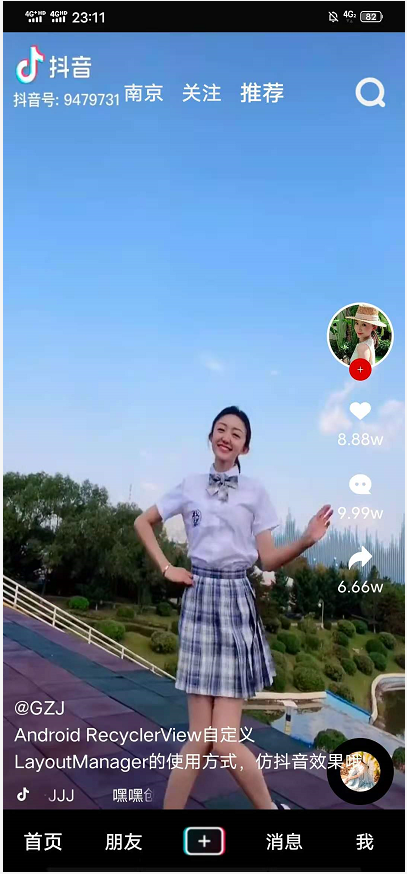 4G+HD 4GHD 23:11 4G2 82
抖音
抖音号: 9479731
南京 关注 推荐
+
8.88w
9.99w
6.66w
@GZJ
Android RecyclerView自定义
LayoutManager的使用方式，仿抖音效果哦
JJJ 嘿嘿
首页 朋友 + 消息 我